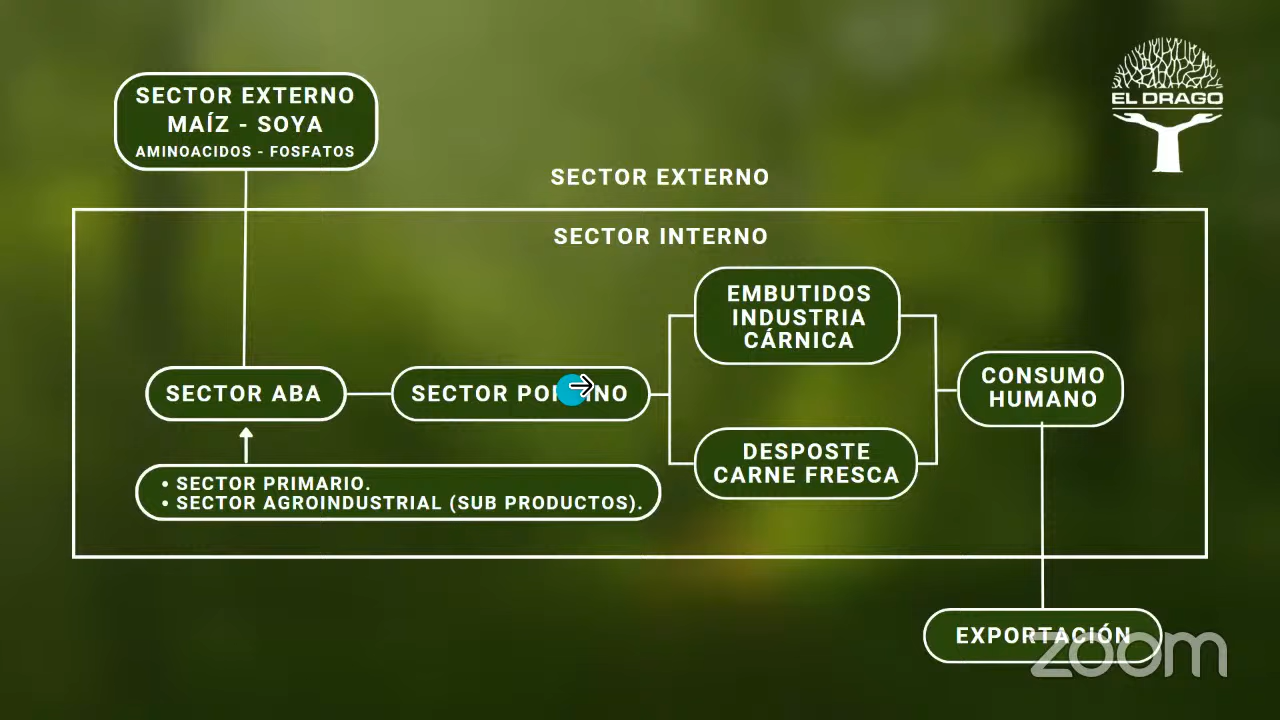 SECTOR EXTERNO
MAÍZ - SOYA
AMINOACIDOS - FOSFATOS
EL DRAGO
SECTOR EXTERNO
SECTOR INTERNO
EMBUTIDOS
INDUSTRIA
CÁRNICA
SECTOR ABA
SECTOR PORCINO
CONSUMO
HUMANO
DESPOSTE
CARNE FRESCA
• SECTOR PRIMARIO.
• SECTOR AGROINDUSTRIAL (SUB PRODUCTOS).
EXPORTACIÓN
zoom